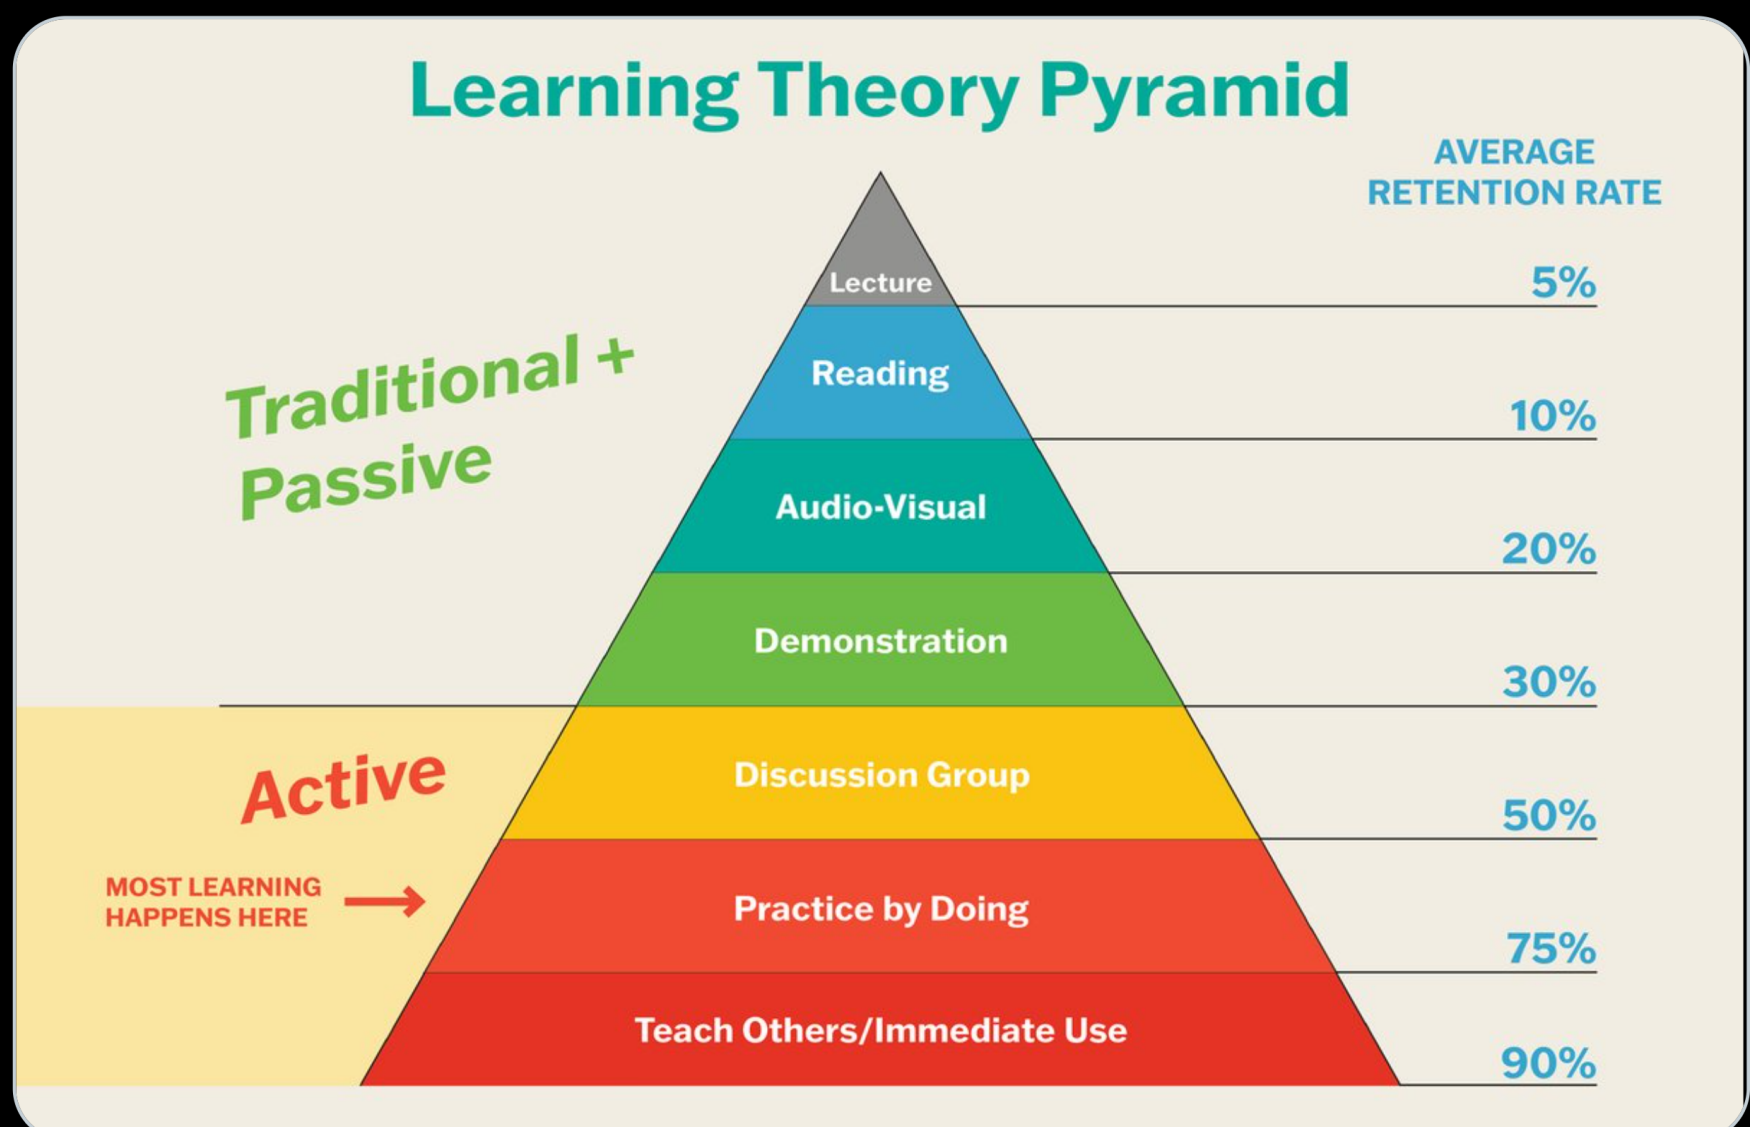 Learning Theory Pyramid
AVERAGE
RETENTION RATE
Lecture
5%
Reading
10%
Traditional +
Passive
Audio-Visual
20%
Demonstration
30%
Active
Discussion Group
50%
MOST LEARNING
HAPPENS HERE
Practice by Doing
75%
Teach Others/Immediate Use
90%